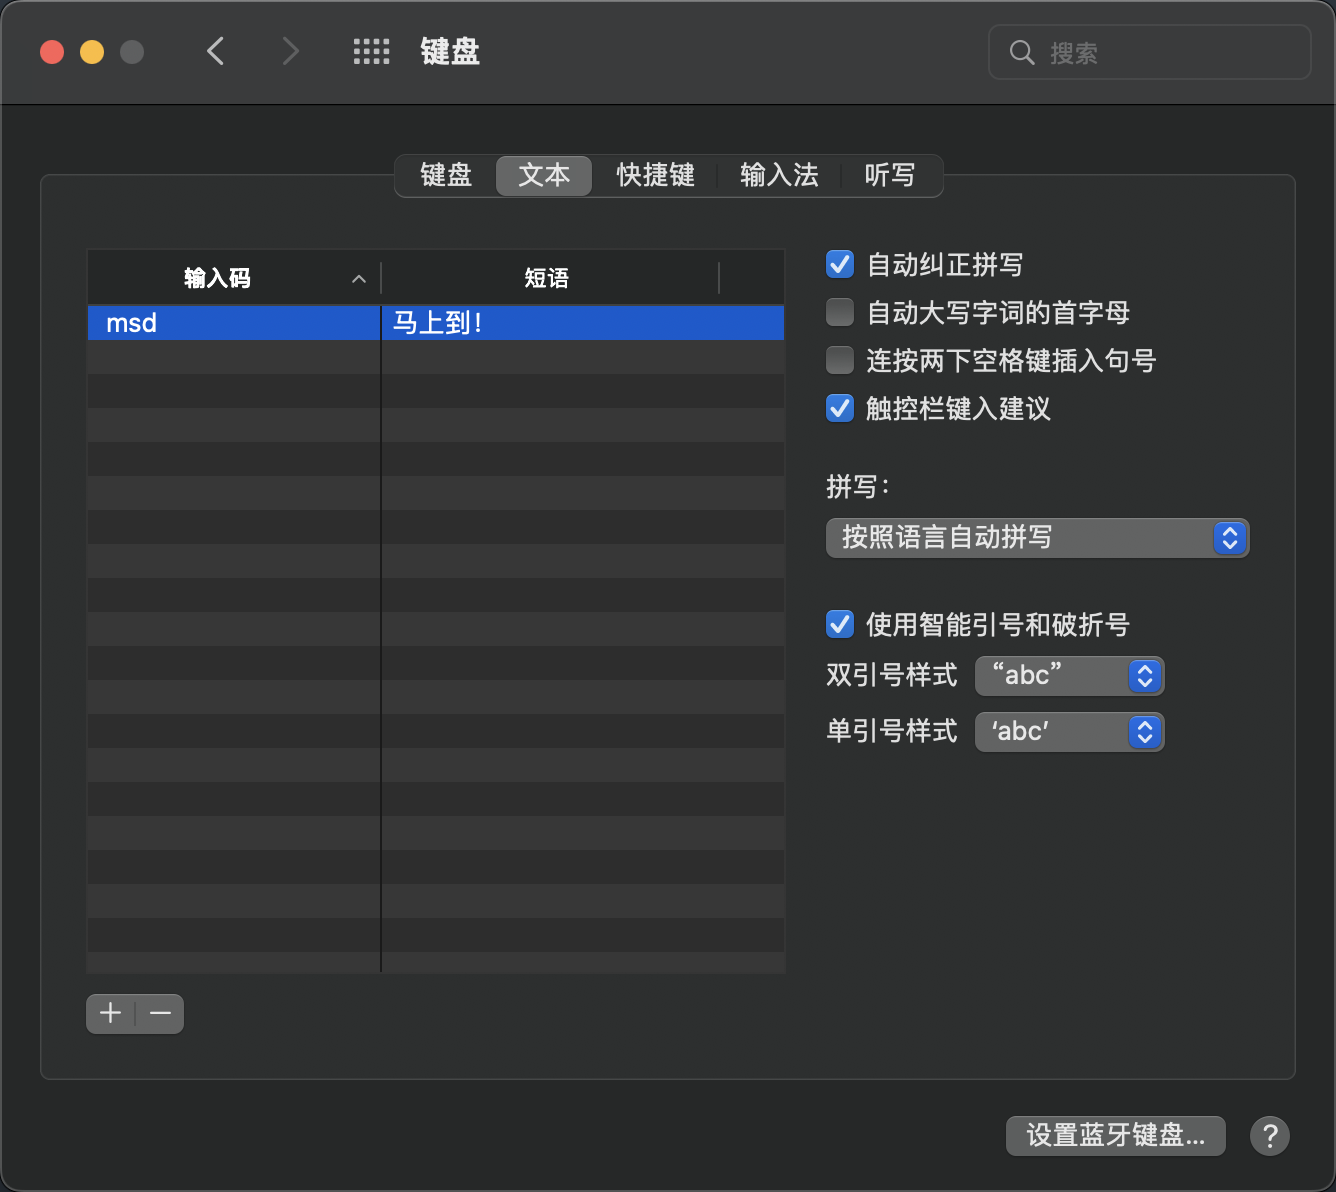 键盘
搜索
键盘 文本 快捷键 输入法 听写
输入码 短语
msd 马上到！
自动纠正拼写
自动大写字词的首字母
连按两下空格键插入句号
触控栏键入建议
拼写：
按照语言自动拼写
使用智能引号和破折号
双引号样式 “abc”
单引号样式 ‘abc’
设置蓝牙键盘... ?